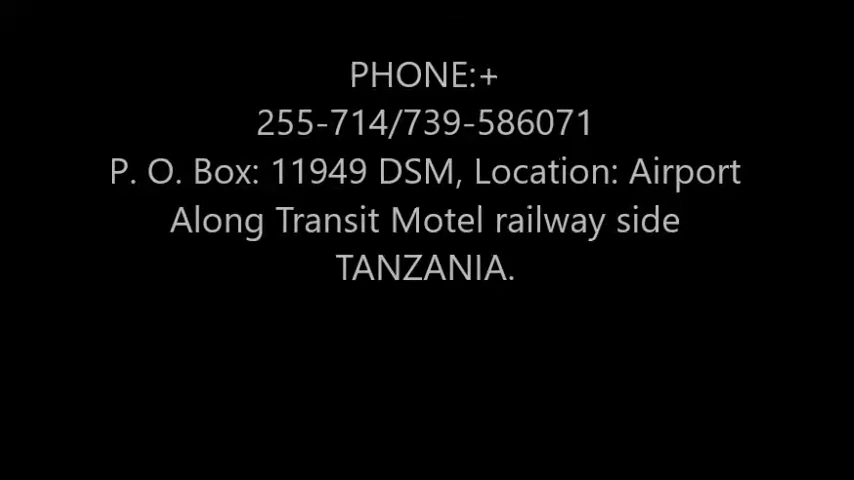 PHONE:+
255-714/739-586071
P. O. Box: 11949 DSM, Location: Airport
Along Transit Motel railway side
TANZANIA.